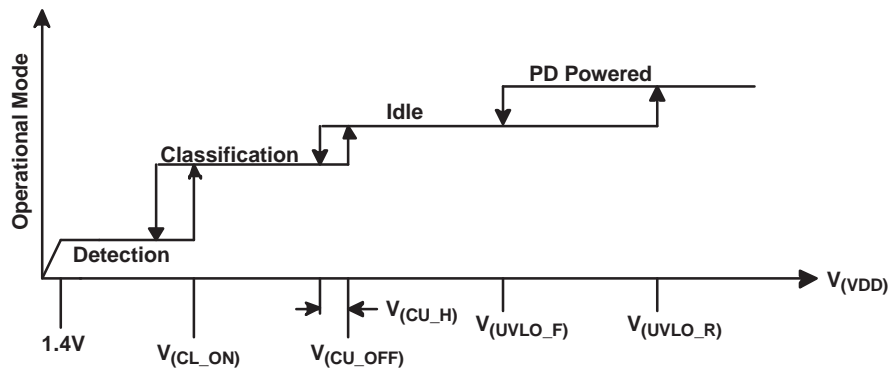 Operational Mode
PD Powered
Idle
Classification
Detection
V(VDD)
1.4V
V(CL_ON)
V(CU_H)
V(CU_OFF)
V(UVLO_F)
V(UVLO_R)